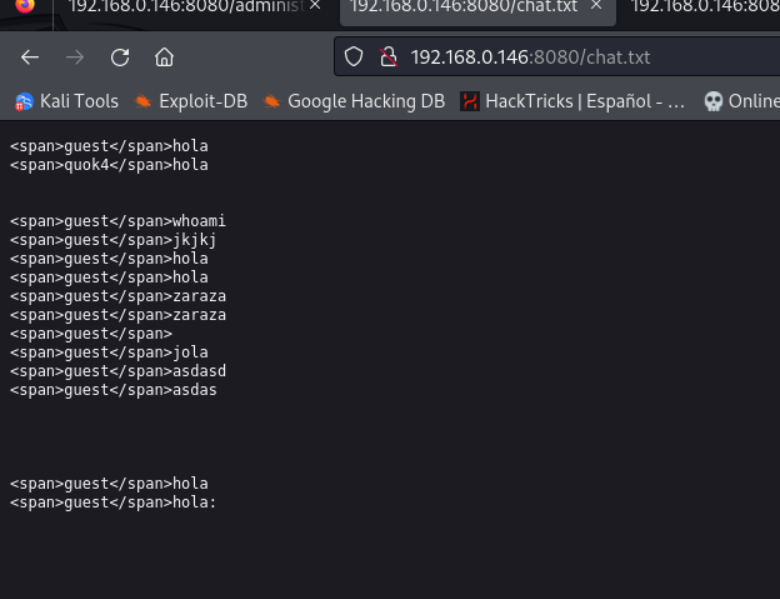 192.168.0.146:8080/administ
192.168.0.146:8080/chat.txt
192.168.0.146:808
192.168.0.146:8080/chat.txt
Kali Tools
Exploit-DB
Google Hacking DB
HackTricks | Español - ...
Online
<span>guest</span>hola
<span>quok4</span>hola
<span>guest</span>whoami
<span>guest</span>jkjkj
<span>guest</span>hola
<span>guest</span>hola
<span>guest</span>zaraza
<span>guest</span>zaraza
<span>guest</span>
<span>guest</span>jola
<span>guest</span>asdasd
<span>guest</span>asdas
<span>guest</span>hola
<span>guest</span>hola: